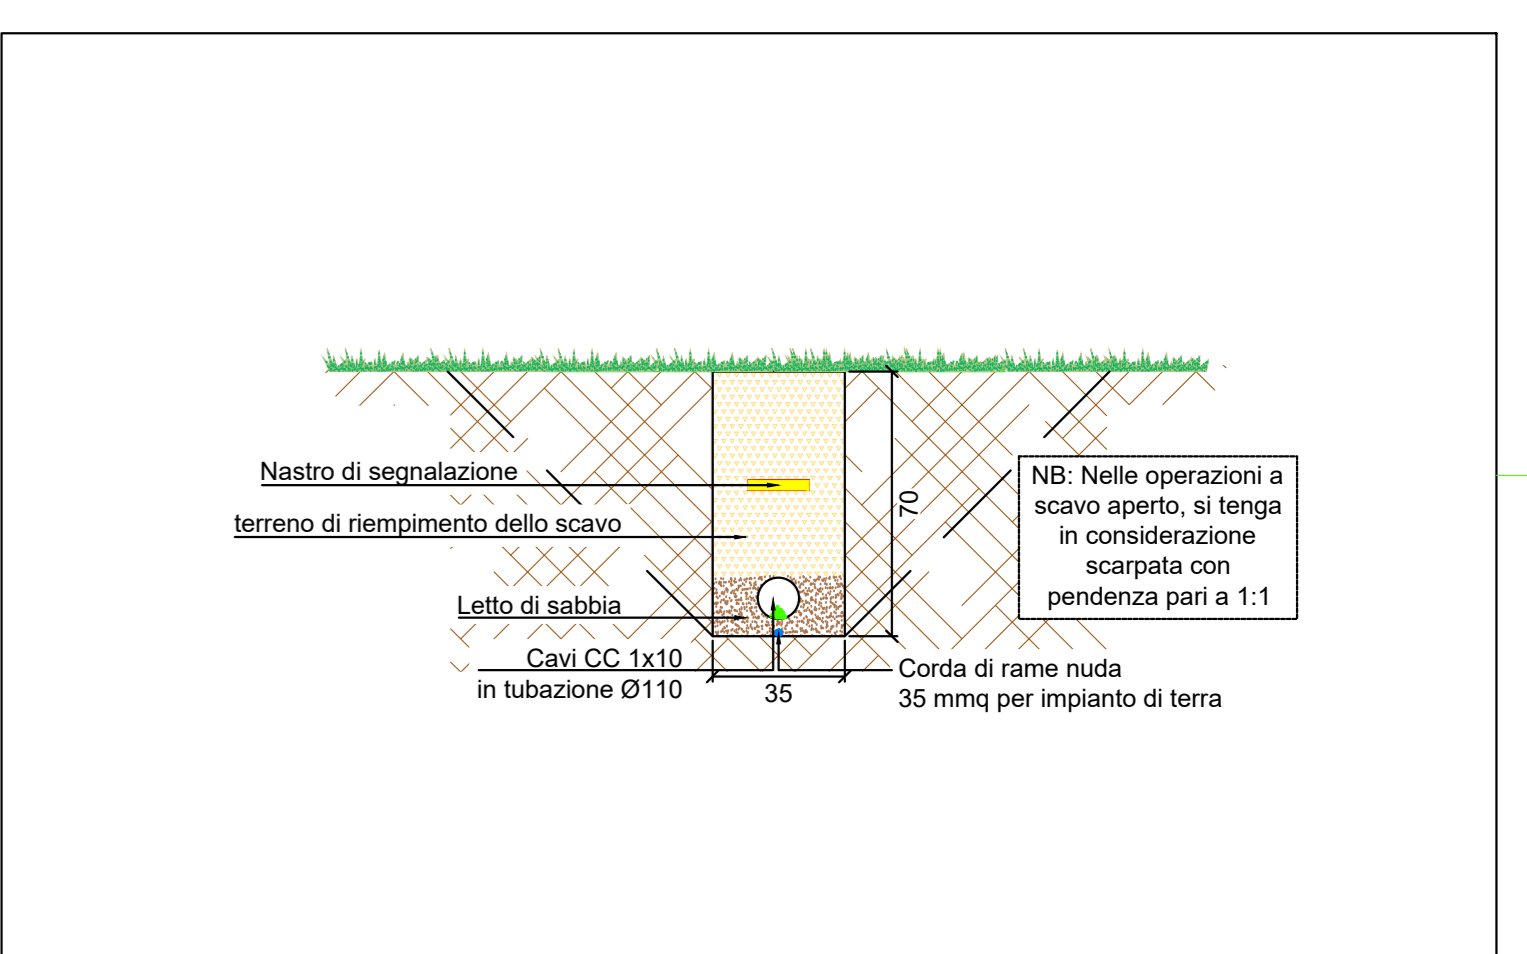 Nastro di segnalazione
terreno di riempimento dello scavo
Letto di sabbia
Cavi CC 1x10
in tubazione Ø110
35
70
Corda di rame nuda
35 mmq per impianto di terra
NB: Nelle operazioni a
scavo aperto, si tenga
in considerazione
scarpata con
pendenza pari a 1:1